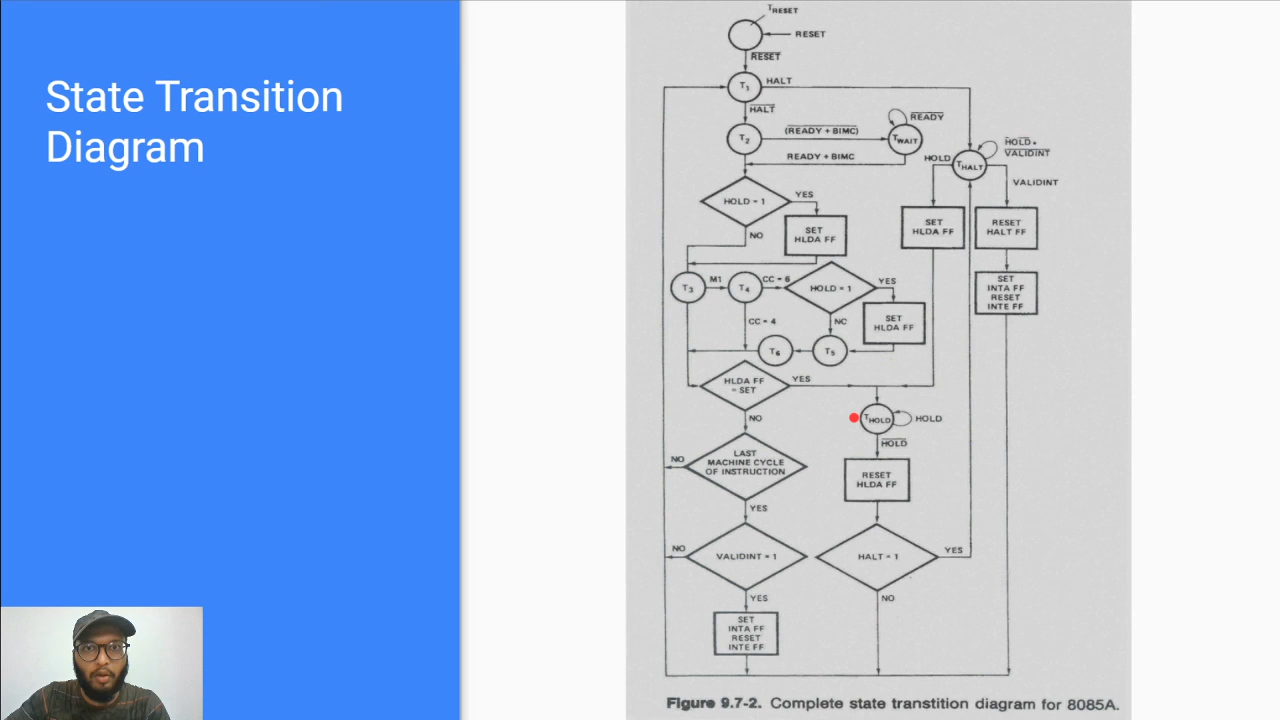 State Transition
Diagram
TRESET
RESET
RESET
T1
HALT
HALT
T2
(READY + BIMC)
TWAIT
READY
READY + BIMC
HOLD = 1
YES
NO
SET
HLDA FF
HOLD
THALT
HOLD •
VALIDINT
VALIDINT
SET
HLDA FF
RESET
HALT FF
SET
INTA FF
RESET
INTE FF
T3
M1
T4
CC = 6
HOLD = 1
YES
CC = 4
NO
SET
HLDA FF
T6
T5
HLDA FF
= SET
YES
NO
THOLD
HOLD
HOLD
LAST
MACHINE CYCLE
OF INSTRUCTION
NO
YES
RESET
HLDA FF
VALIDINT = 1
NO
YES
HALT = 1
YES
NO
SET
INTA FF
RESET
INTE FF
Figure 9.7-2. Complete state transtition diagram for 8085A.